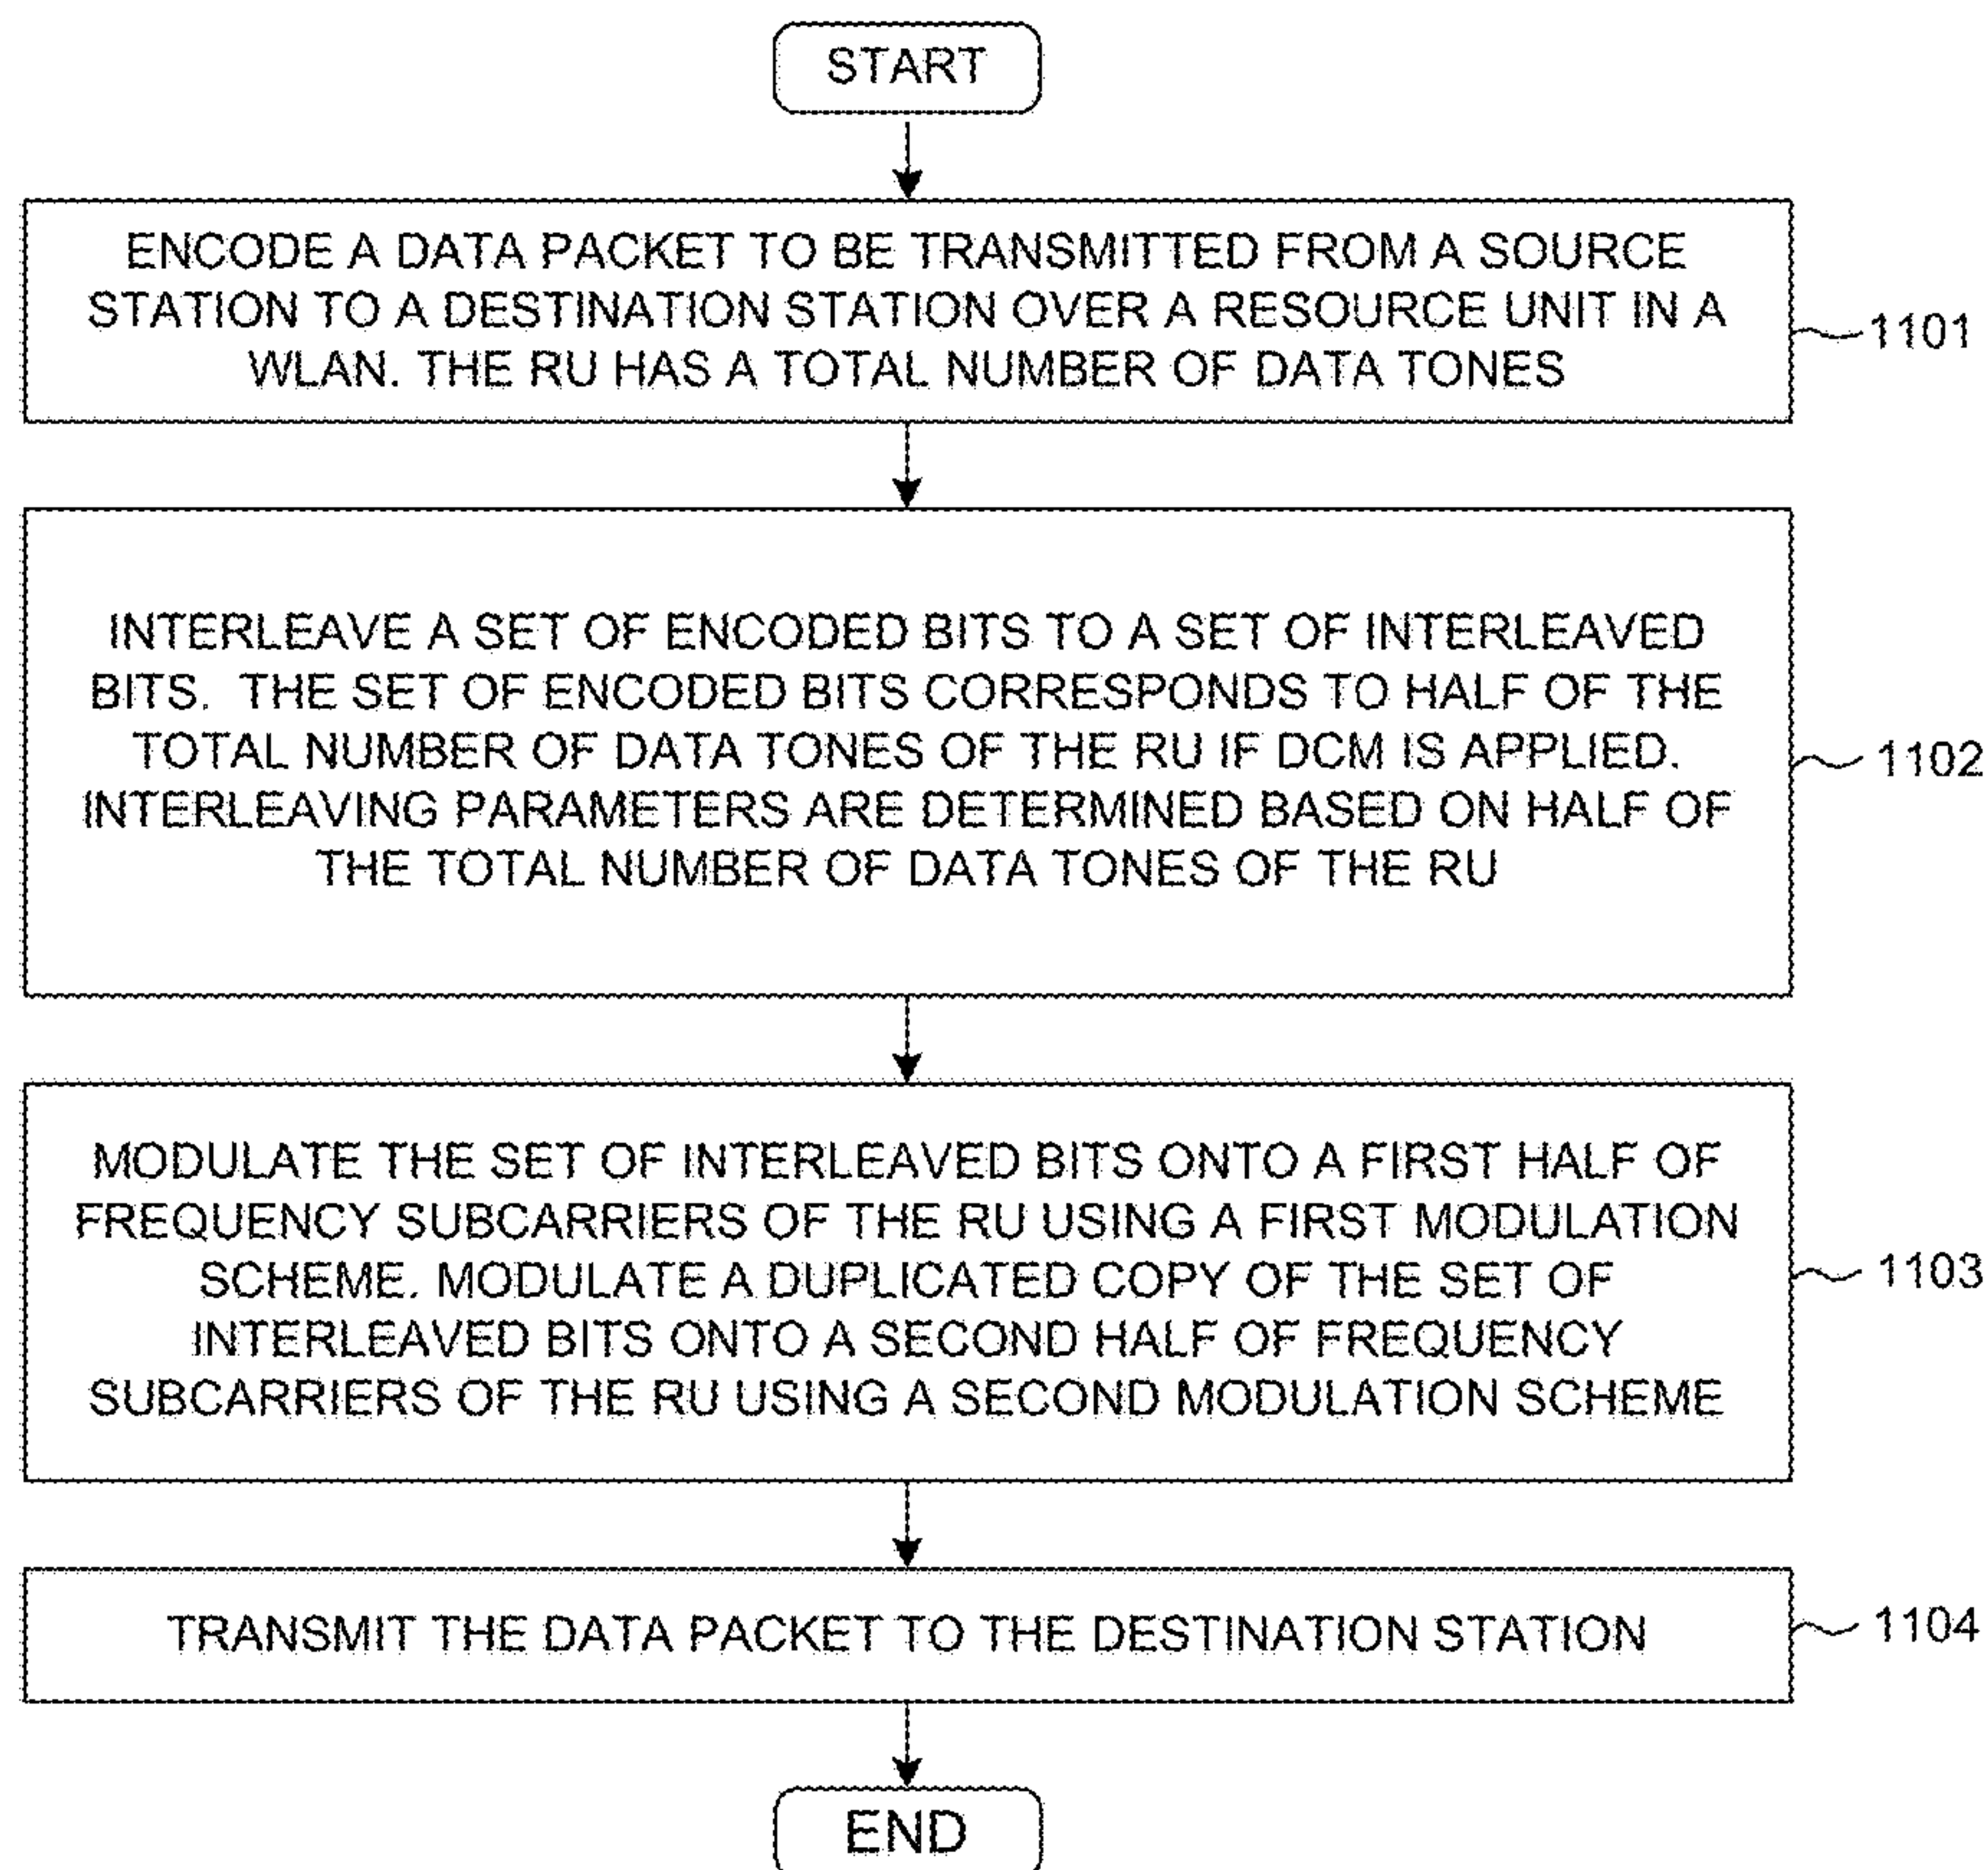 START
ENCODE A DATA PACKET TO BE TRANSMITTED FROM A SOURCE
STATION TO A DESTINATION STATION OVER A RESOURCE UNIT IN A
WLAN. THE RU HAS A TOTAL NUMBER OF DATA TONES
1101
INTERLEAVE A SET OF ENCODED BITS TO A SET OF INTERLEAVED
BITS. THE SET OF ENCODED BITS CORRESPONDS TO HALF OF THE
TOTAL NUMBER OF DATA TONES OF THE RU IF DCM IS APPLIED.
INTERLEAVING PARAMETERS ARE DETERMINED BASED ON HALF OF
THE TOTAL NUMBER OF DATA TONES OF THE RU
1102
MODULATE THE SET OF INTERLEAVED BITS ONTO A FIRST HALF OF
FREQUENCY SUBCARRIERS OF THE RU USING A FIRST MODULATION
SCHEME. MODULATE A DUPLICATED COPY OF THE SET OF
INTERLEAVED BITS ONTO A SECOND HALF OF FREQUENCY
SUBCARRIERS OF THE RU USING A SECOND MODULATION SCHEME
1103
TRANSMIT THE DATA PACKET TO THE DESTINATION STATION
1104
END